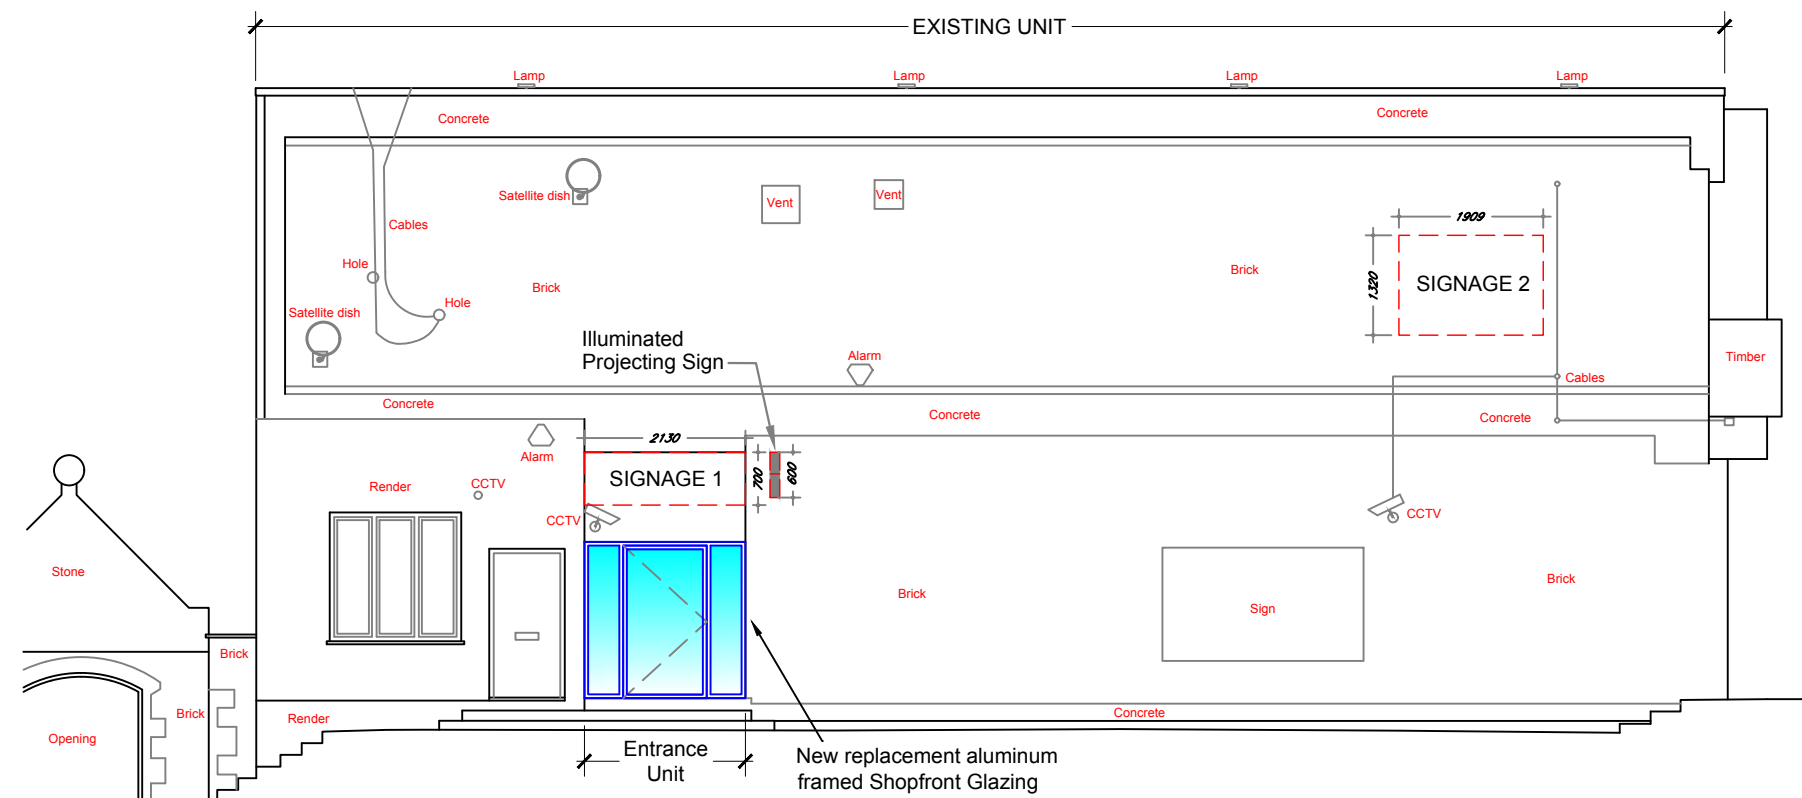 EXISTING UNIT
Lamp
Lamp
Lamp
Lamp
Concrete
Concrete
Satellite dish
Vent
Vent
Cables
1909
Hole
Brick
Brick
1320
SIGNAGE 2
Hole
Satellite dish
Illuminated
Projecting Sign
Alarm
Timber
Cables
Concrete
Concrete
Concrete
2130
Alarm
SIGNAGE 1
700
600
Render
CCTV
CCTV
CCTV
Stone
Brick
Brick
Sign
Brick
Brick
Render
Concrete
Opening
Entrance
Unit
New replacement aluminum
framed Shopfront Glazing